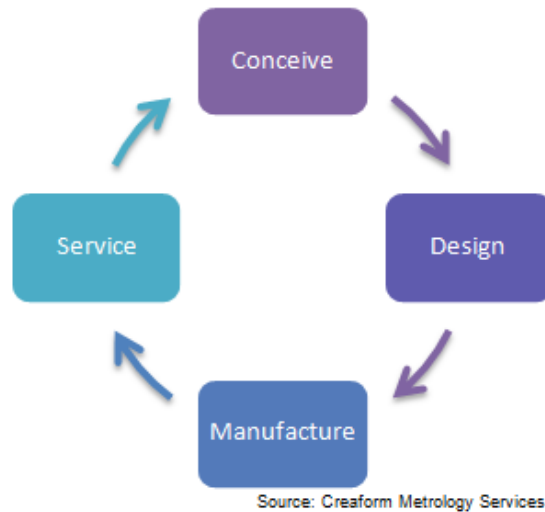 Conceive
Service
Design
Manufacture
Source: Creaform Metrology Services